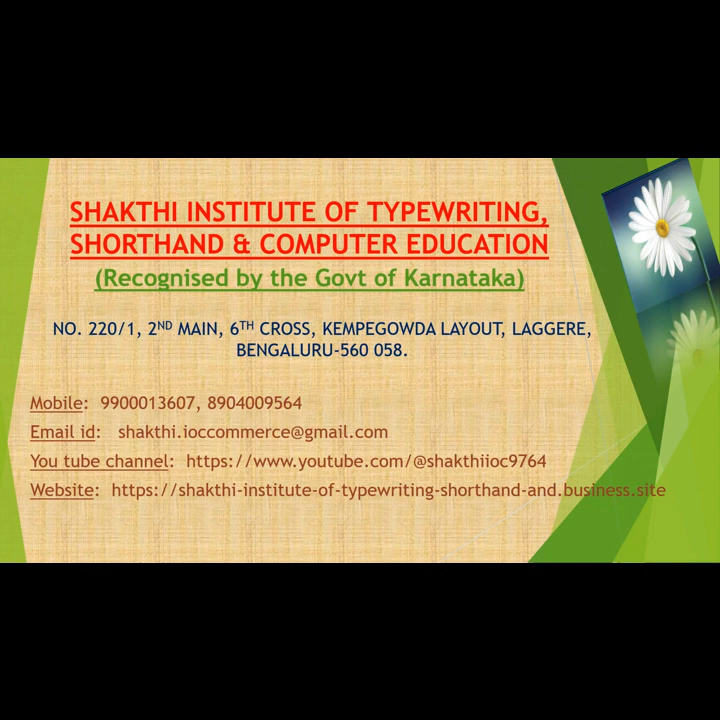 SHAKTHI INSTITUTE OF TYPEWRITING,
SHORTHAND & COMPUTER EDUCATION
(Recognised by the Govt of Karnataka)
NO. 220/1, 2ND MAIN, 6TH CROSS, KEMPEGOWDA LAYOUT, LAGGERE,
BENGALURU-560 058.
Mobile: 9900013607, 8904009564
Email id: shakthi.ioccommerce@gmail.com
You tube channel: https://www.youtube.com/@shakthiioc9764
Website: https://shakthi-institute-of-typewriting-shorthand-and.business.site